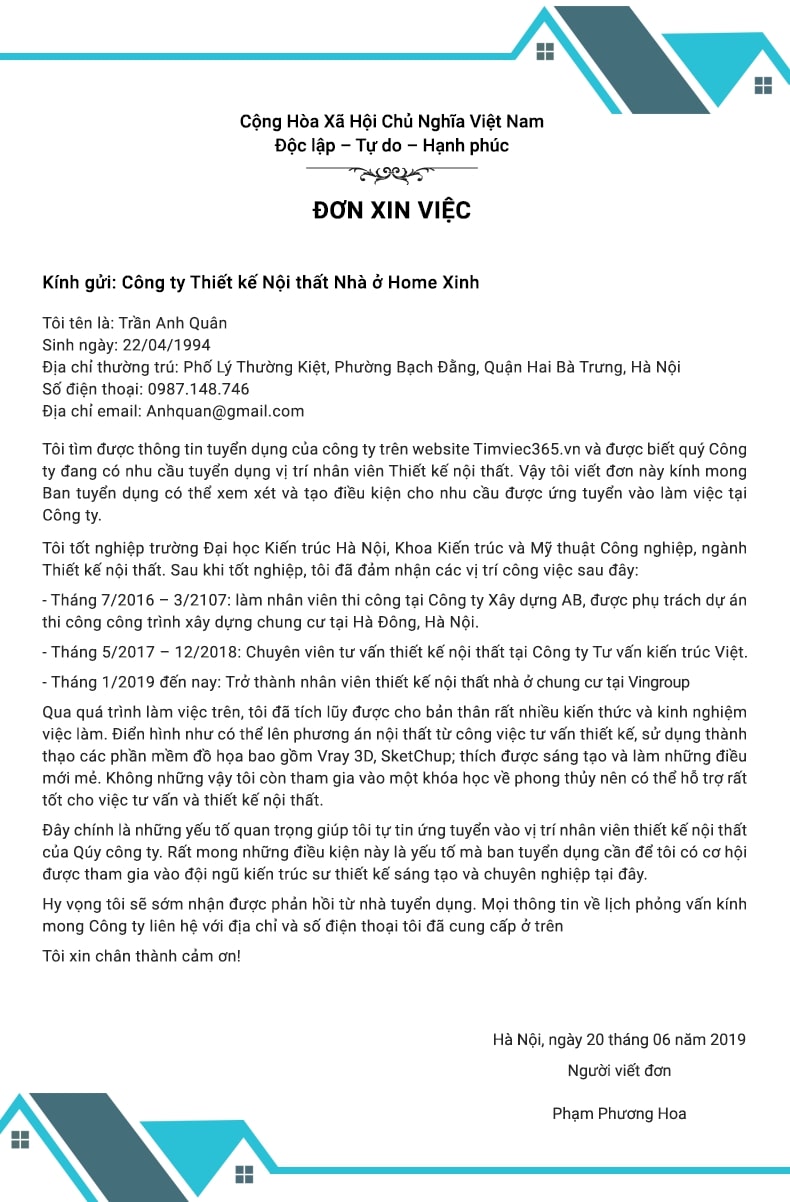 Cộng Hòa Xã Hội Chủ Nghĩa Việt Nam
Độc lập – Tự do – Hạnh phúc
ĐƠN XIN VIỆC
Kính gửi: Công ty Thiết kế Nội thất Nhà ở Home Xinh
Tôi tên là: Trần Anh Quân
Sinh ngày: 22/04/1994
Địa chỉ thường trú: Phố Lý Thường Kiệt, Phường Bạch Đằng, Quận Hai Bà Trưng, Hà Nội
Số điện thoại: 0987.148.746
Địa chỉ email: Anhquan@gmail.com
Tôi tìm được thông tin tuyển dụng của công ty trên website Timviec365.vn và được biết quý Công
ty đang có nhu cầu tuyển dụng vị trí nhân viên Thiết kế nội thất. Vậy tôi viết đơn này kính mong
Ban tuyển dụng có thể xem xét và tạo điều kiện cho nhu cầu được ứng tuyển vào làm việc tại
Công ty.
Tôi tốt nghiệp trường Đại học Kiến trúc Hà Nội, Khoa Kiến trúc và Mỹ thuật Công nghiệp, ngành
Thiết kế nội thất. Sau khi tốt nghiệp, tôi đã đảm nhận các vị trí công việc sau đây:
- Tháng 7/2016 – 3/2107: làm nhân viên thi công tại Công ty Xây dựng AB, được phụ trách dự án
thi công công trình xây dựng chung cư tại Hà Đông, Hà Nội.
- Tháng 5/2017 – 12/2018: Chuyên viên tư vấn thiết kế nội thất tại Công ty Tư vấn kiến trúc Việt.
- Tháng 1/2019 đến nay: Trở thành nhân viên thiết kế nội thất nhà ở chung cư tại Vingroup
Qua quá trình làm việc trên, tôi đã tích lũy được cho bản thân rất nhiều kiến thức và kinh nghiệm
việc làm. Điển hình như có thể lên phương án nội thất từ công việc tư vấn thiết kế, sử dụng thành
thạo các phần mềm đồ họa bao gồm Vray 3D, SketChup; thích được sáng tạo và làm những điều
mới mẻ. Không những vậy tôi còn tham gia vào một khóa học về phong thủy nên có thể hỗ trợ rất
tốt cho việc tư vấn và thiết kế nội thất.
Đây chính là những yếu tố quan trọng giúp tôi tự tin ứng tuyển vào vị trí nhân viên thiết kế nội thất
của Qúy công ty. Rất mong những điều kiện này là yếu tố mà ban tuyển dụng cần để tôi có cơ hội
được tham gia vào đội ngũ kiến trúc sư thiết kế sáng tạo và chuyên nghiệp tại đây.
Hy vọng tôi sẽ sớm nhận được phản hồi từ nhà tuyển dụng. Mọi thông tin về lịch phỏng vấn kính
mong Công ty liên hệ với địa chỉ và số điện thoại tôi đã cung cấp ở trên
Tôi xin chân thành cảm ơn!
Hà Nội, ngày 20 tháng 06 năm 2019
Người viết đơn
Phạm Phương Hoa